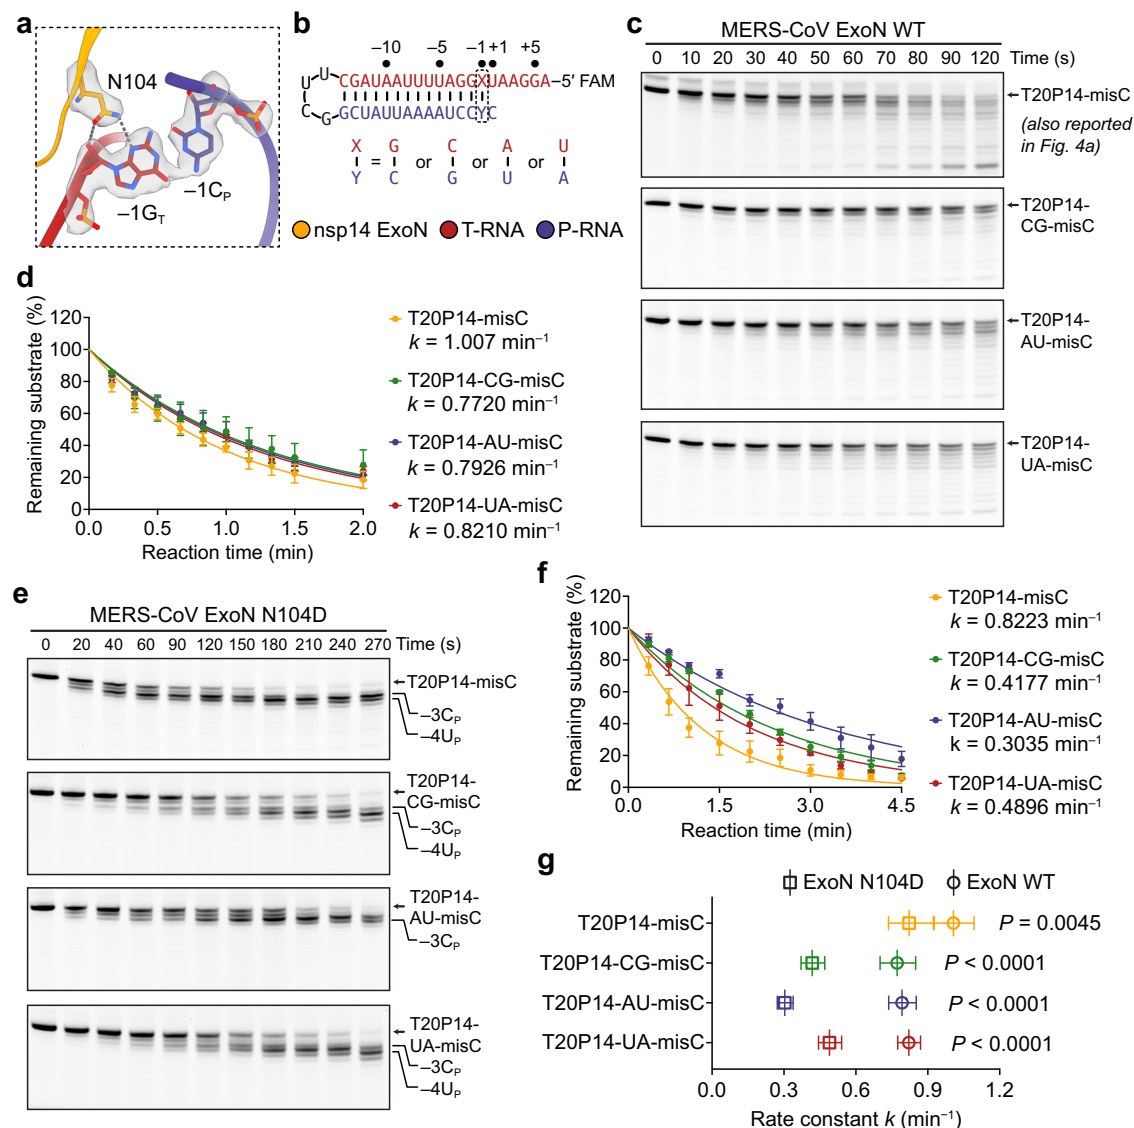 a
N104
−1G_T
−1C_P
b
−10 −5 −1 +1 +5
U U CGAUAAUUUUAGGXUAAGGA−5′ FAM
C G GCUAUUAAAAUCCYC
X = G or C or A or U
Y C G U A
nsp14 ExoN T-RNA P-RNA
c
MERS-CoV ExoN WT
0 10 20 30 40 50 60 70 80 90 120 Time (s)
T20P14-misC
(also reported
in Fig. 4a)
T20P14-
CG-misC
T20P14-
AU-misC
T20P14-
UA-misC
d
Remaining substrate (%)
120
100
80
60
40
20
0
0.0 0.5 1.0 1.5 2.0
Reaction time (min)
T20P14-misC
k = 1.007 min⁻¹
T20P14-CG-misC
k = 0.7720 min⁻¹
T20P14-AU-misC
k = 0.7926 min⁻¹
T20P14-UA-misC
k = 0.8210 min⁻¹
e
MERS-CoV ExoN N104D
0 20 40 60 90 120 150 180 210 240 270 Time (s)
T20P14-misC
−3C_P
−4U_P
T20P14-
CG-misC
−3C_P
−4U_P
T20P14-
AU-misC
−3C_P
T20P14-
UA-misC
−3C_P
−4U_P
f
Remaining substrate (%)
120
100
80
60
40
20
0
0.0 1.5 3.0 4.5
Reaction time (min)
T20P14-misC
k = 0.8223 min⁻¹
T20P14-CG-misC
k = 0.4177 min⁻¹
T20P14-AU-misC
k = 0.3035 min⁻¹
T20P14-UA-misC
k = 0.4896 min⁻¹
g
ExoN N104D ExoN WT
T20P14-misC P = 0.0045
T20P14-CG-misC P < 0.0001
T20P14-AU-misC P < 0.0001
T20P14-UA-misC P < 0.0001
0.0 0.3 0.6 0.9 1.2
Rate constant k (min⁻¹)